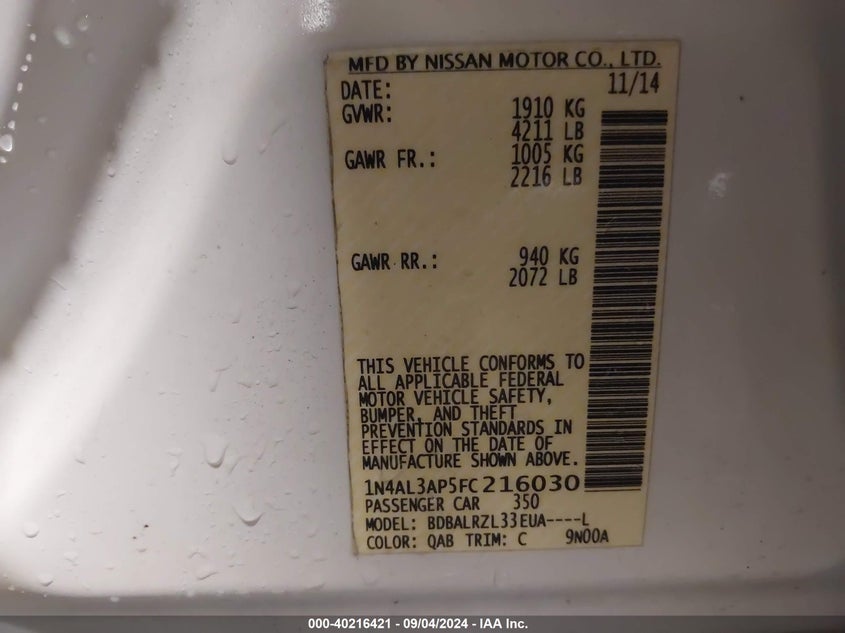 MFD BY NISSAN MOTOR CO., LTD.
DATE: 11/14
GVWR: 1910 KG
4211 LB
GAWR FR.: 1005 KG
2216 LB
GAWR RR.: 940 KG
2072 LB
THIS VEHICLE CONFORMS TO
ALL APPLICABLE FEDERAL
MOTOR VEHICLE SAFETY,
BUMPER, AND THEFT
PREVENTION STANDARDS IN
EFFECT ON THE DATE OF
MANUFACTURE SHOWN ABOVE.
1N4AL3AP5FC216030
PASSENGER CAR 350
MODEL: BDBALRZL33EUA----L
COLOR: QAB TRIM: C 9N00A
000-40216421 - 09/04/2024 - IAA Inc.